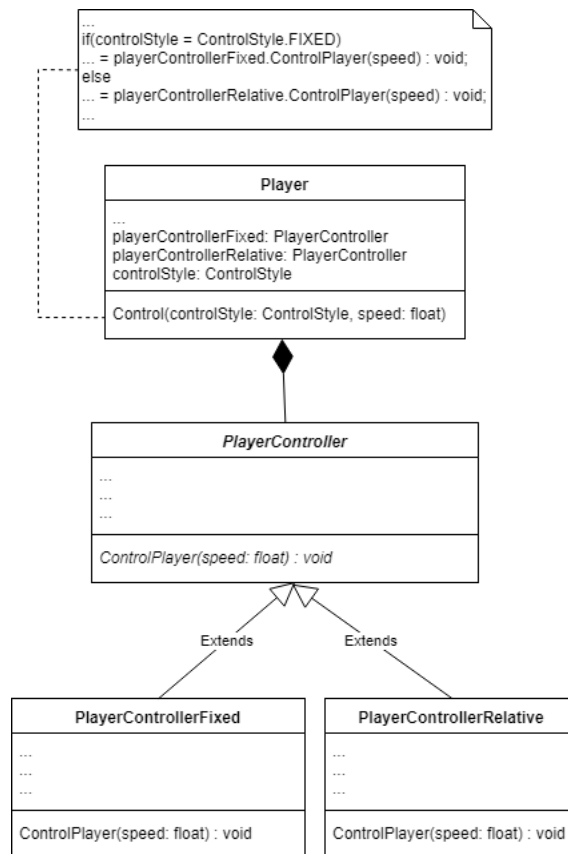 ...
if(controlStyle = ControlStyle.FIXED)
... = playerControllerFixed.ControlPlayer(speed) : void;
else
... = playerControllerRelative.ControlPlayer(speed) : void;
...
Player
...
playerControllerFixed: PlayerController
playerControllerRelative: PlayerController
controlStyle: ControlStyle
Control(controlStyle: ControlStyle, speed: float)
PlayerController
...
...
...
ControlPlayer(speed: float) : void
Extends
Extends
PlayerControllerFixed
...
...
...
ControlPlayer(speed: float) : void
PlayerControllerRelative
...
...
...
ControlPlayer(speed: float) : void